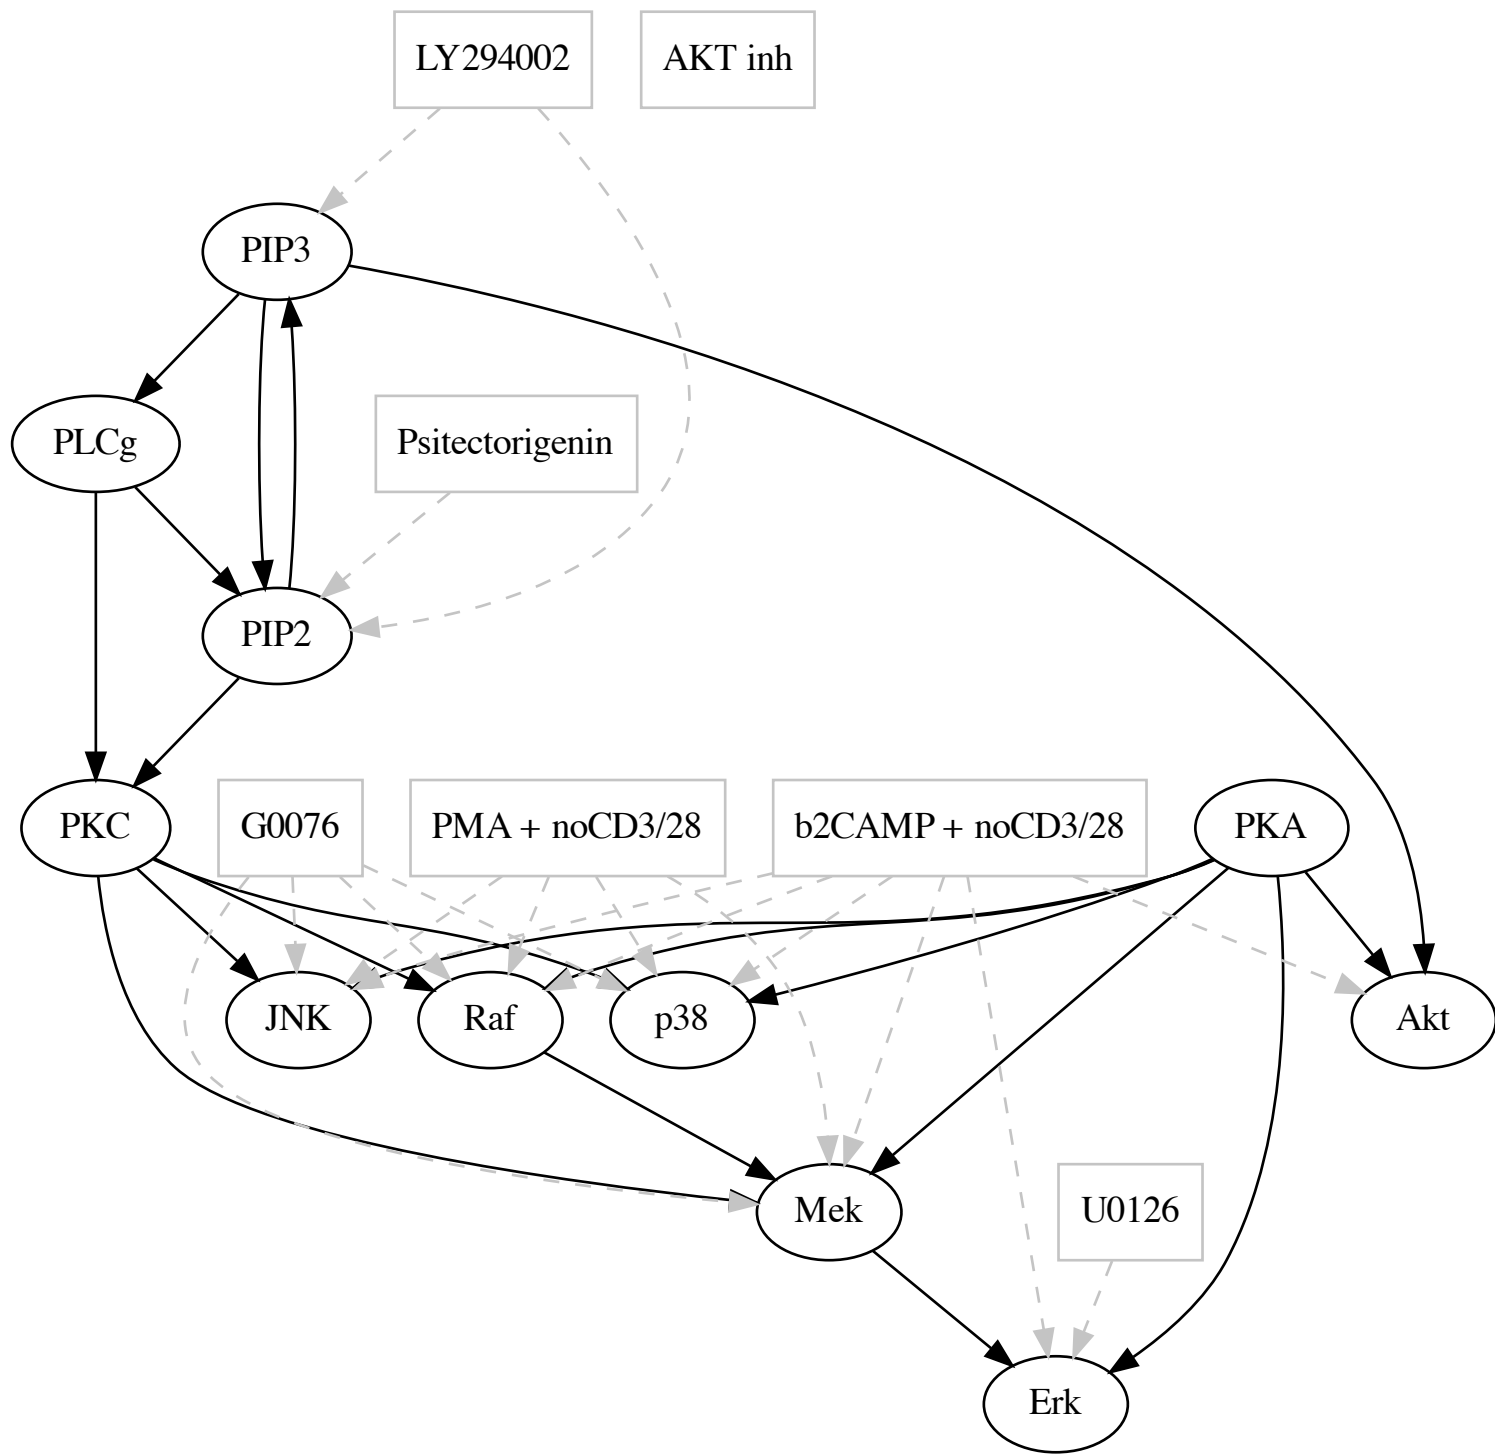 LY294002
AKT inh
PIP3
PLCg
Psitectorigenin
PIP2
PKC
G0076
PMA + noCD3/28
b2CAMP + noCD3/28
PKA
JNK
Raf
p38
Akt
Mek
U0126
Erk